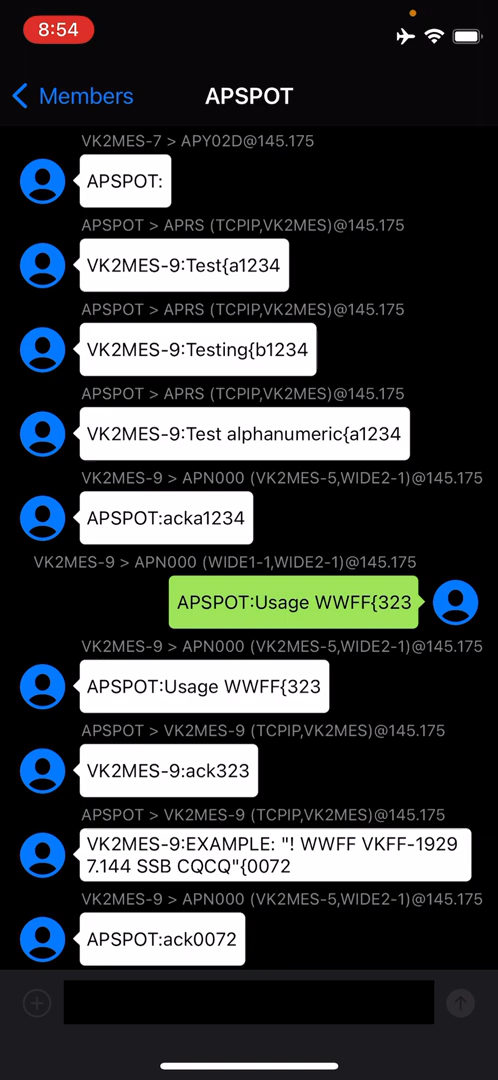 8:54
Members
APSPOT
VK2MES-7 > APY02D@145.175
APSPOT:
APSPOT > APRS (TCPIP,VK2MES)@145.175
VK2MES-9:Test{a1234
APSPOT > APRS (TCPIP,VK2MES)@145.175
VK2MES-9:Testing{b1234
APSPOT > APRS (TCPIP,VK2MES)@145.175
VK2MES-9:Test alphanumeric{a1234
VK2MES-9 > APN000 (VK2MES-5,WIDE2-1)@145.175
APSPOT:acka1234
VK2MES-9 > APN000 (WIDE1-1,WIDE2-1)@145.175
APSPOT:Usage WWFF{323
VK2MES-9 > APN000 (VK2MES-5,WIDE2-1)@145.175
APSPOT:Usage WWFF{323
APSPOT > VK2MES-9 (TCPIP,VK2MES)@145.175
VK2MES-9:ack323
APSPOT > VK2MES-9 (TCPIP,VK2MES)@145.175
VK2MES-9:EXAMPLE: "! WWFF VKFF-1929
7.144 SSB CQCQ"{0072
VK2MES-9 > APN000 (VK2MES-5,WIDE2-1)@145.175
APSPOT:ack0072